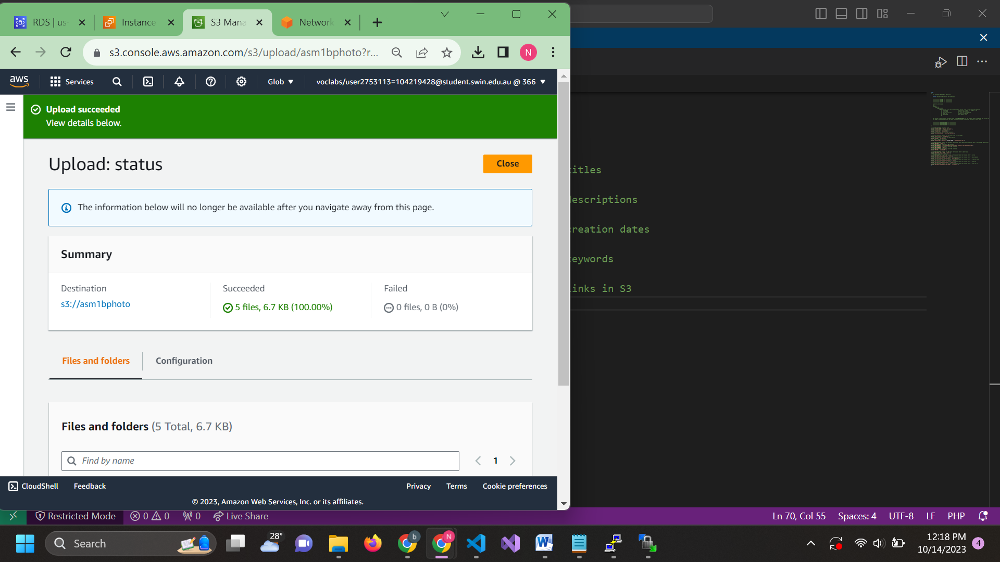 RDS | us
Instance
S3 Mana
Network
s3.console.aws.amazon.com/s3/upload/asm1bphoto?r...
N
aws
Services
Glob
voclabs/user2753113=104219428@student.swin.edu.au @ 366
Upload succeeded
View details below.
Upload: status
Close
The information below will no longer be available after you navigate away from this page.
Summary
Destination
Succeeded
Failed
s3://asm1bphoto
5 files, 6.7 KB (100.00%)
0 files, 0 B (0%)
Files and folders
Configuration
Files and folders (5 Total, 6.7 KB)
Find by name
1
CloudShell
Feedback
Privacy
Terms
Cookie preferences
© 2023, Amazon Web Services, Inc. or its affiliates.
titles
descriptions
creation dates
keywords
links in S3
Restricted Mode
0
0
0
Live Share
Ln 70, Col 55
Spaces: 4
UTF-8
LF
PHP
Search
28°
b
N
12:18 PM
10/14/2023
4